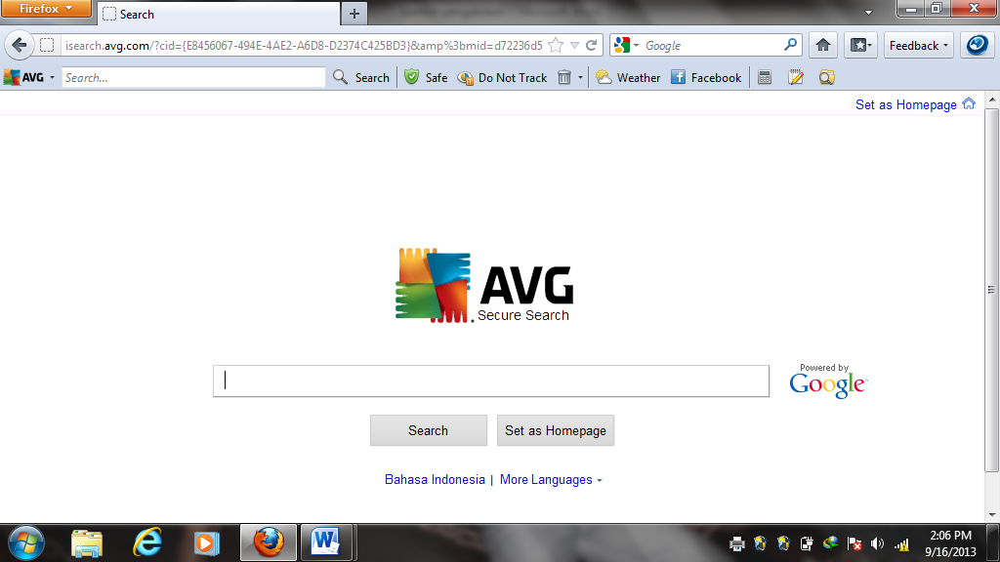 Firefox
Search
isearch.avg.com/?cid={E8456067-494E-4AE2-A6D8-D2374C425BD3}&amp%3bmid=d72236d5
Google
Feedback
AVG
Search...
Search
Safe
Do Not Track
Weather
Facebook
Set as Homepage
AVG
Secure Search
Powered by
Google
Search
Set as Homepage
Bahasa Indonesia | More Languages
2:06 PM
9/16/2013